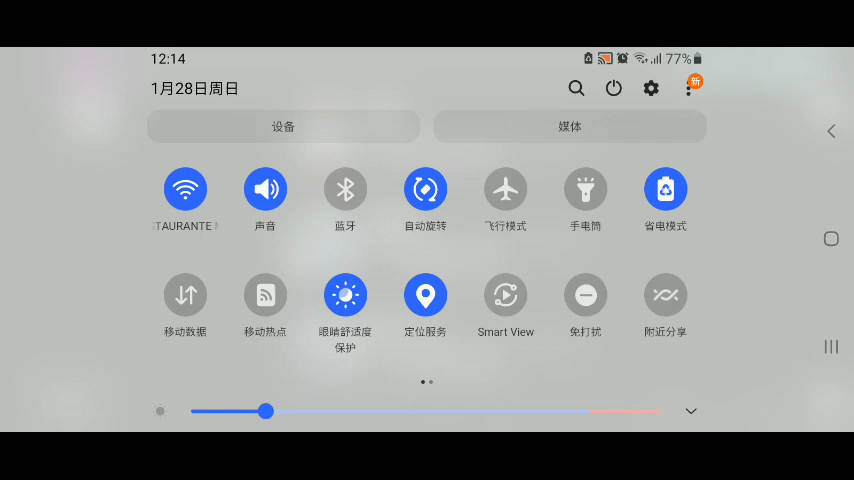 12:14
77%
1月28日周日
新
设备
媒体
STAURANTE
声音
蓝牙
自动旋转
飞行模式
手电筒
省电模式
移动数据
移动热点
眼睛舒适度
保护
定位服务
Smart View
免打扰
附近分享